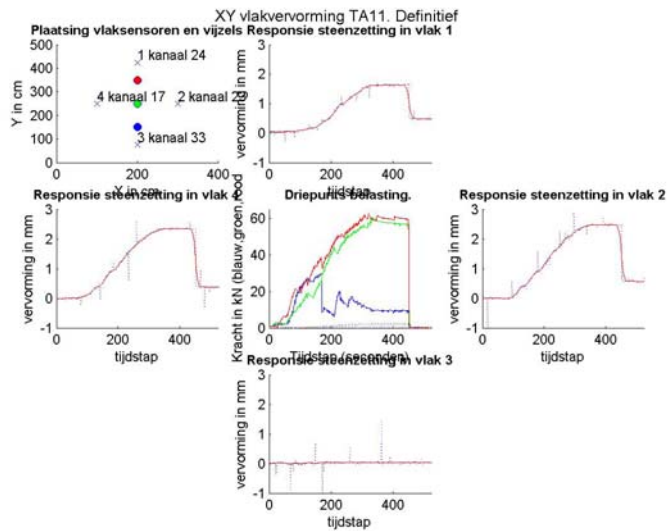 XY vlakvervorming TA11. Definitief
Plaatsing vlaksensoren en vijzels
Y in cm
500
400
300
200
100
0
1 kanaal 24
4 kanaal 17
2 kanaal 22
3 kanaal 33
0
200
400
X in cm
Responsie steenzetting in vlak 1
vervorming in mm
3
2
1
0
-1
0
200
400
tijdstap
Responsie steenzetting in vlak 4
vervorming in mm
3
2
1
0
-1
0
200
400
tijdstap
Driepunts belasting.
Kracht in kN (blauw,groen,rood
60
40
20
0
0
200
400
Tijdstap (seconden)
Responsie steenzetting in vlak 2
vervorming in mm
3
2
1
0
-1
0
200
400
tijdstap
Responsie steenzetting in vlak 3
vervorming in mm
3
2
1
0
-1
0
200
400
tijdstap